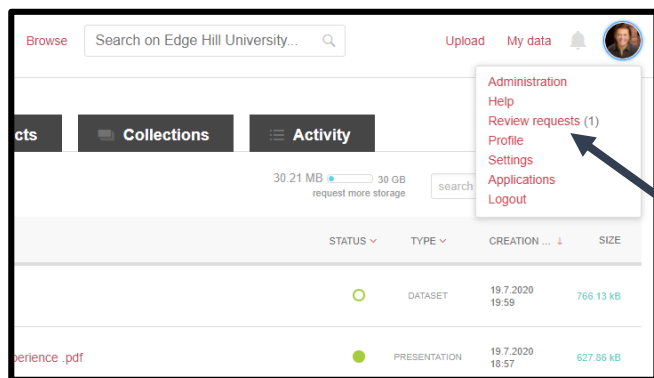 Browse
Search on Edge Hill University...
Upload
My data
Administration
Help
Review requests (1)
Profile
Settings
Applications
Logout
cts
Collections
Activity
30.21 MB
30 GB
request more storage
search
STATUS
TYPE
CREATION ... ↓
SIZE
DATASET
19.7.2020
19:59
766.13 kB
perience .pdf
PRESENTATION
19.7.2020
18:57
627.86 kB